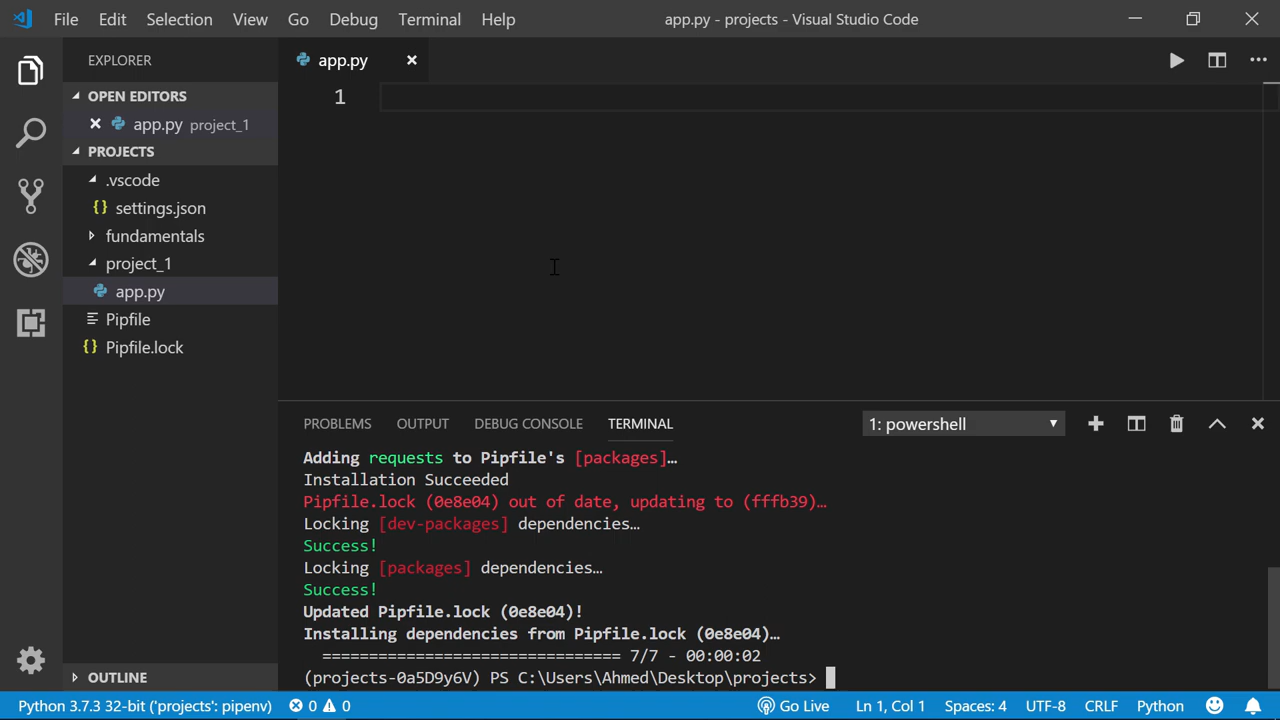 File Edit Selection View Go Debug Terminal Help app.py - projects - Visual Studio Code
EXPLORER
app.py
OPEN EDITORS
app.py project_1
PROJECTS
.vscode
{} settings.json
fundamentals
project_1
app.py
Pipfile
{} Pipfile.lock
OUTLINE
1
PROBLEMS OUTPUT DEBUG CONSOLE TERMINAL 1: powershell
Adding requests to Pipfile's [packages]…
Installation Succeeded
Pipfile.lock (0e8e04) out of date, updating to (fffb39)…
Locking [dev-packages] dependencies…
Success!
Locking [packages] dependencies…
Success!
Updated Pipfile.lock (0e8e04)!
Installing dependencies from Pipfile.lock (0e8e04)…
================================ 7/7 - 00:00:02
(projects-0a5D9y6V) PS C:\Users\Ahmed\Desktop\projects>
Python 3.7.3 32-bit ('projects': pipenv) 0 0 Go Live Ln 1, Col 1 Spaces: 4 UTF-8 CRLF Python